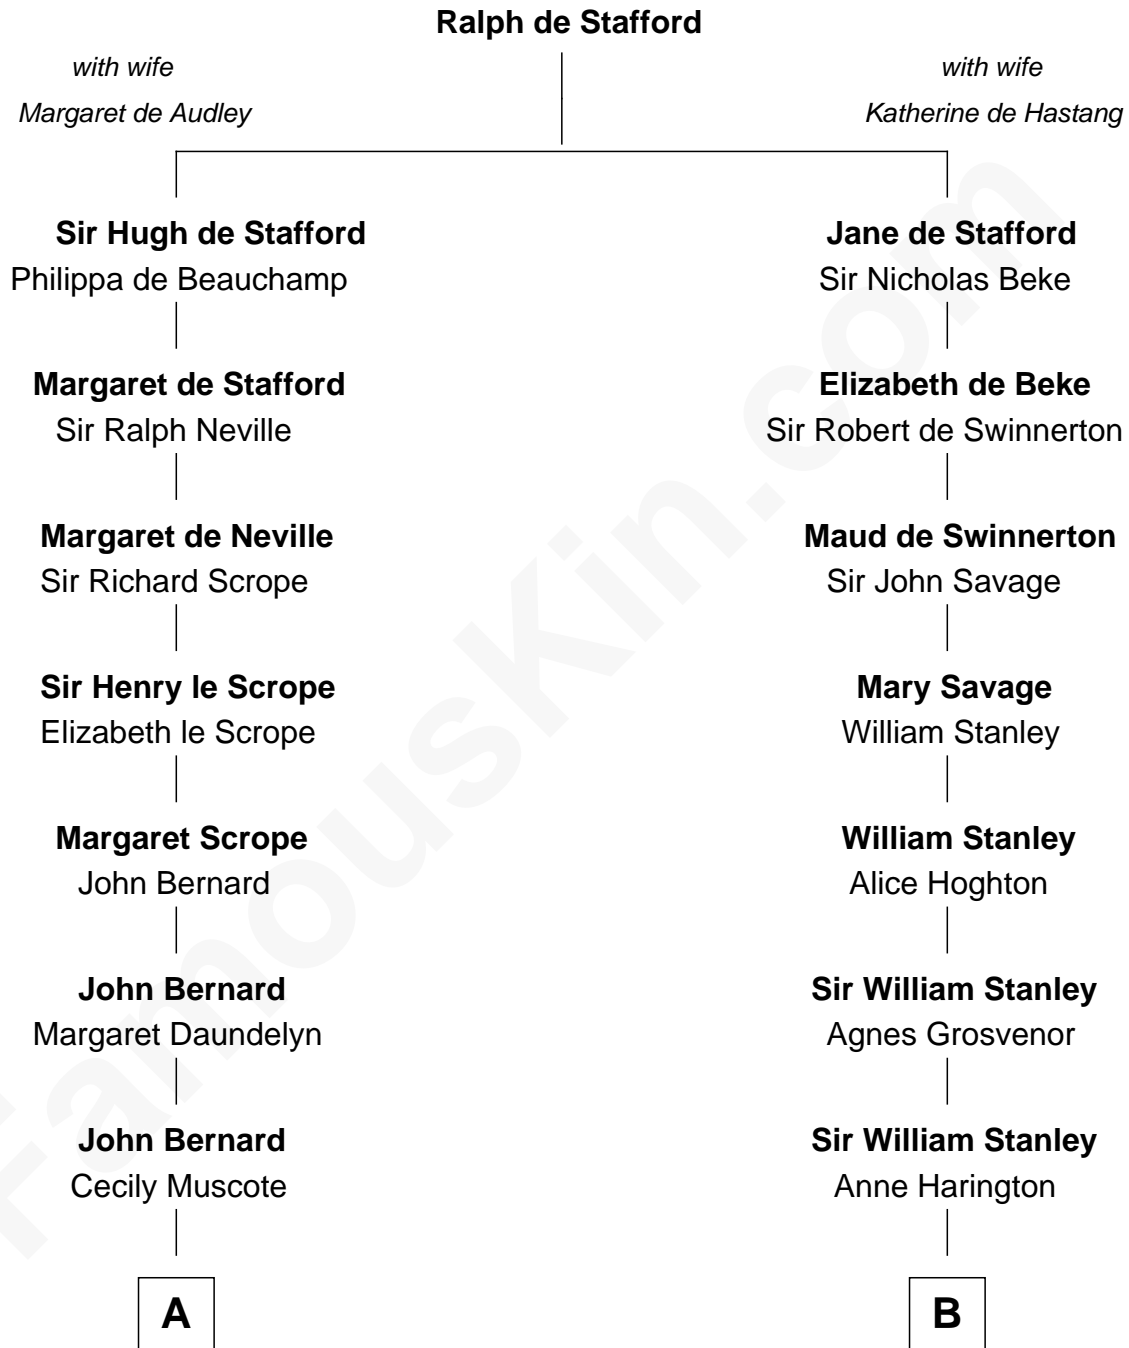 Ralph de Stafford
with wife
Margaret de Audley
with wife
Katherine de Hastang
Sir Hugh de Stafford
Philippa de Beauchamp
Jane de Stafford
Sir Nicholas Beke
Margaret de Stafford
Sir Ralph Neville
Elizabeth de Beke
Sir Robert de Swinnerton
Margaret de Neville
Sir Richard Scrope
Maud de Swinnerton
Sir John Savage
Sir Henry le Scrope
Elizabeth le Scrope
Mary Savage
William Stanley
Margaret Scrope
John Bernard
William Stanley
Alice Hoghton
John Bernard
Margaret Daundelyn
Sir William Stanley
Agnes Grosvenor
John Bernard
Cecily Muscote
Sir William Stanley
Anne Harington
A
B
FamousKin.com